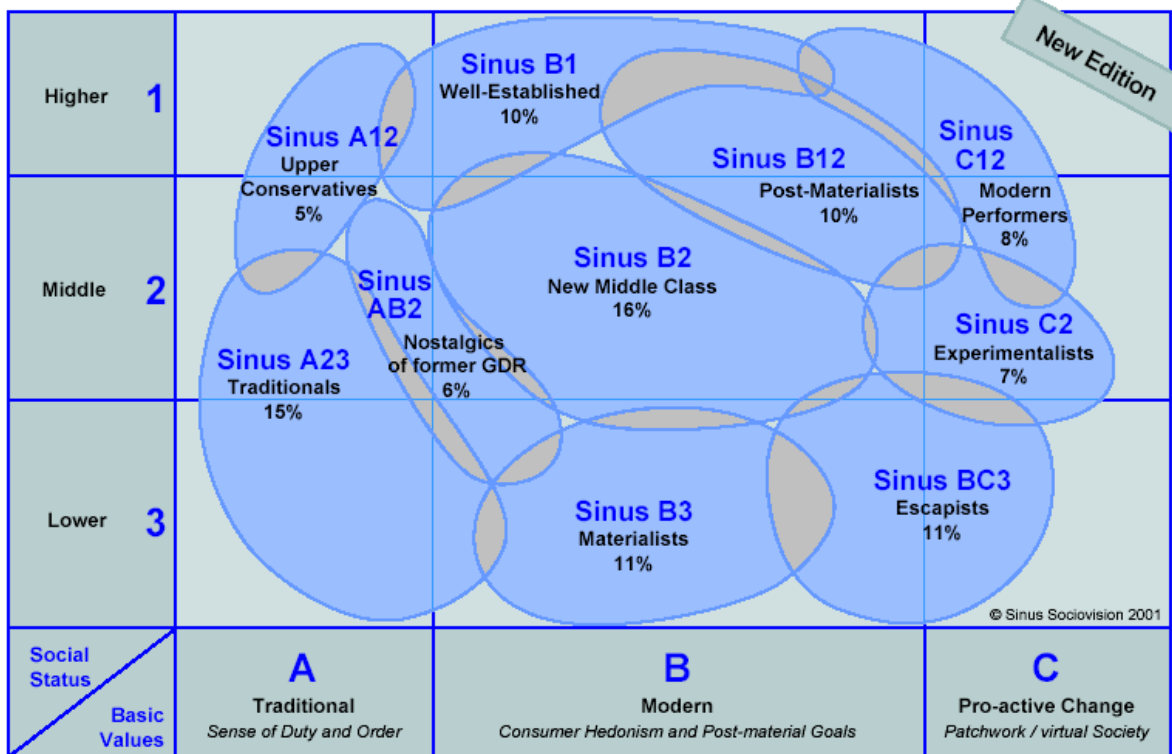 New Edition
Higher 1
Sinus B1
Well-Established
10%
Sinus A12
Upper
Conservatives
5%
Sinus B12
Post-Materialists
10%
Sinus
C12
Modern
Performers
8%
Middle 2
Sinus B2
New Middle Class
16%
Sinus
AB2
Nostalgics
of former GDR
6%
Sinus A23
Traditionals
15%
Sinus C2
Experimentalists
7%
Lower 3
Sinus B3
Materialists
11%
Sinus BC3
Escapists
11%
© Sinus Sociovision 2001
Social
Status
Basic
Values
A
Traditional
Sense of Duty and Order
B
Modern
Consumer Hedonism and Post-material Goals
C
Pro-active Change
Patchwork / virtual Society